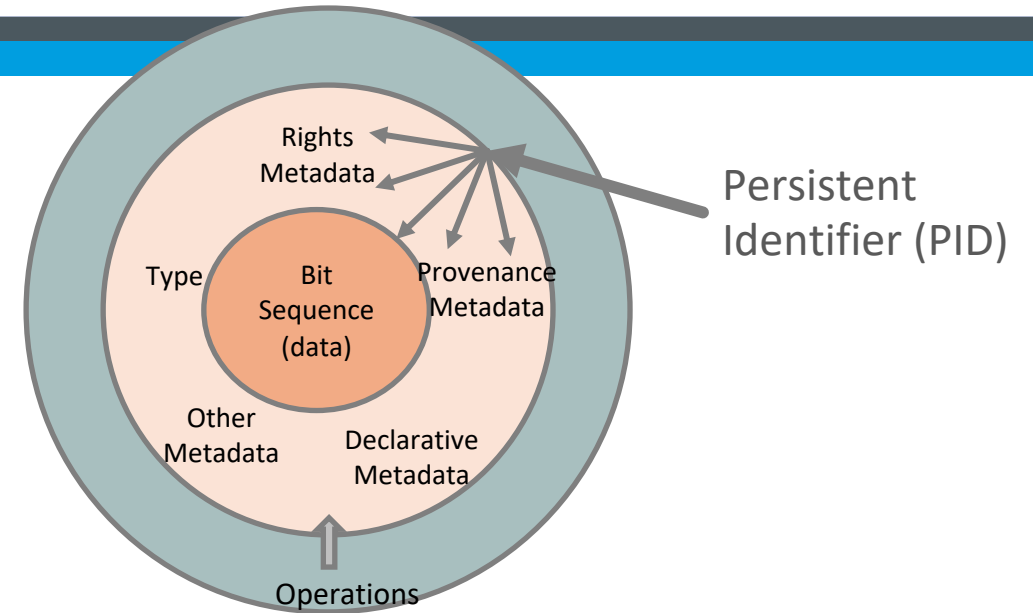 Rights
Metadata
Persistent
Identifier (PID)
Type
Bit
Sequence
(data)
Provenance
Metadata
Other
Metadata
Declarative
Metadata
Operations